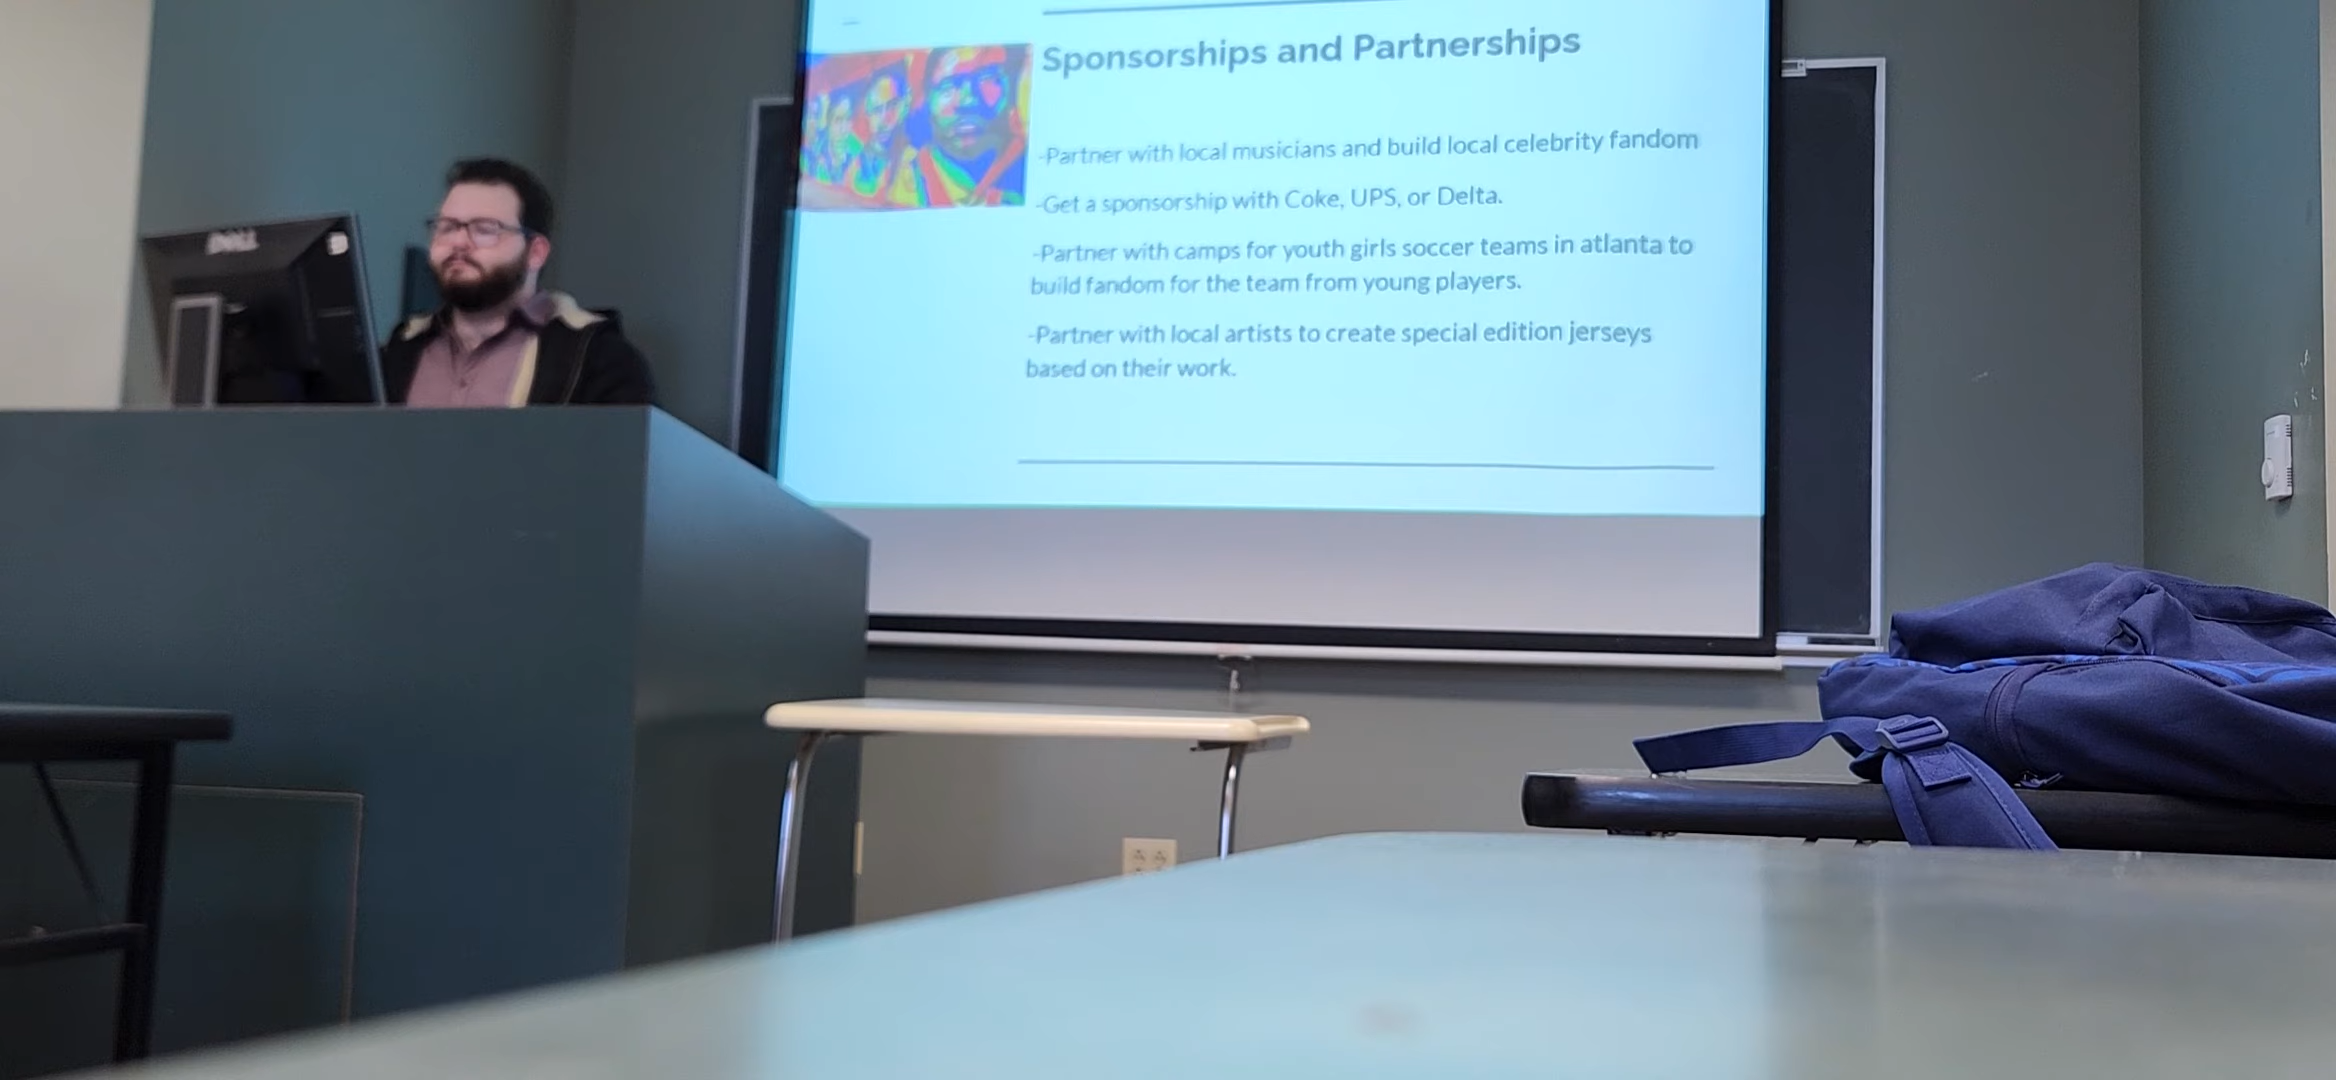 Sponsorships and Partnerships
-Partner with local musicians and build local celebrity fandom
-Get a sponsorship with Coke, UPS, or Delta.
-Partner with camps for youth girls soccer teams in atlanta to
build fandom for the team from young players.
-Partner with local artists to create special edition jerseys
based on their work.
DELL